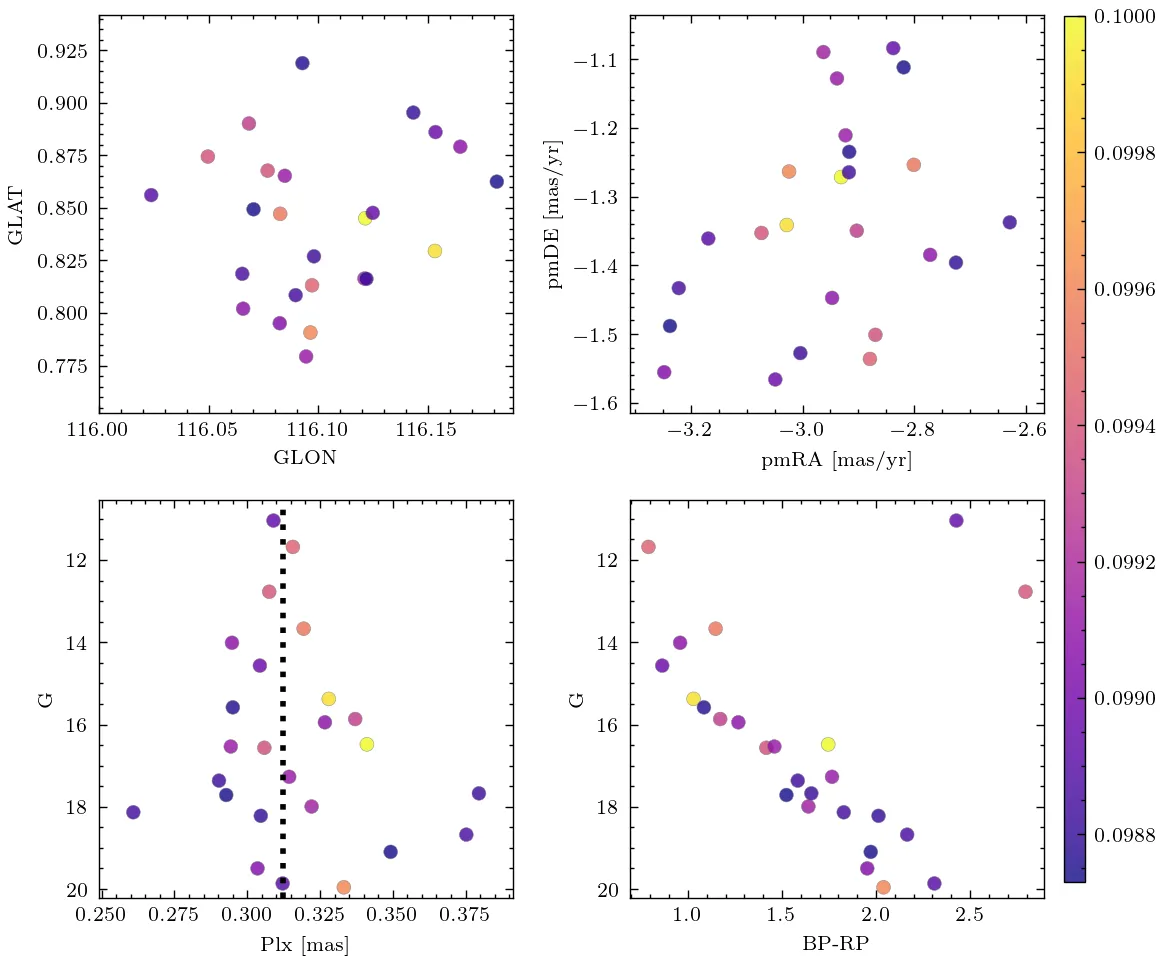 0.925
0.900
0.875
0.850
0.825
0.800
0.775
GLAT
116.00 116.05 116.10 116.15
GLON
−1.1
−1.2
−1.3
−1.4
−1.5
−1.6
pmDE [mas/yr]
−3.2 −3.0 −2.8 −2.6
pmRA [mas/yr]
12
14
16
18
20
G
0.250 0.275 0.300 0.325 0.350 0.375
Plx [mas]
12
14
16
18
20
G
1.0 1.5 2.0 2.5
BP-RP
0.1000
0.0998
0.0996
0.0994
0.0992
0.0990
0.0988